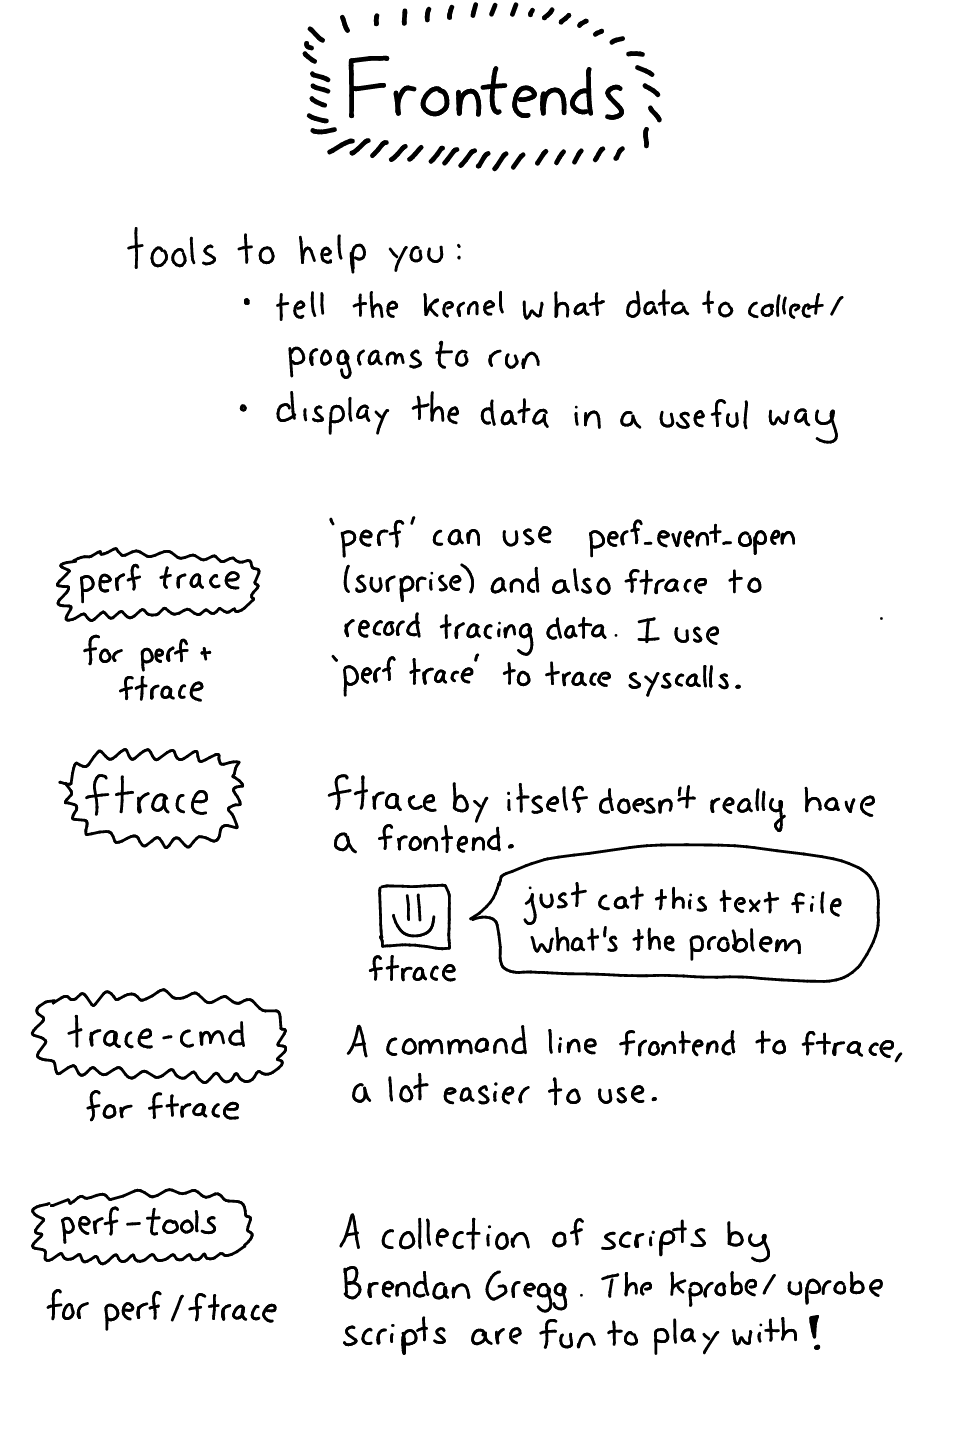 Frontends
tools to help you:
• tell the kernel what data to collect/
programs to run
• display the data in a useful way
perf trace
for perf +
ftrace
`perf' can use perf_event_open
(surprise) and also ftrace to
record tracing data. I use
`perf trace' to trace syscalls.
ftrace
ftrace by itself doesn't really have
a frontend.
just cat this text file
what's the problem
ftrace
trace-cmd
for ftrace
A command line frontend to ftrace,
a lot easier to use.
perf-tools
for perf/ftrace
A collection of scripts by
Brendan Gregg. The kprobe/uprobe
scripts are fun to play with!